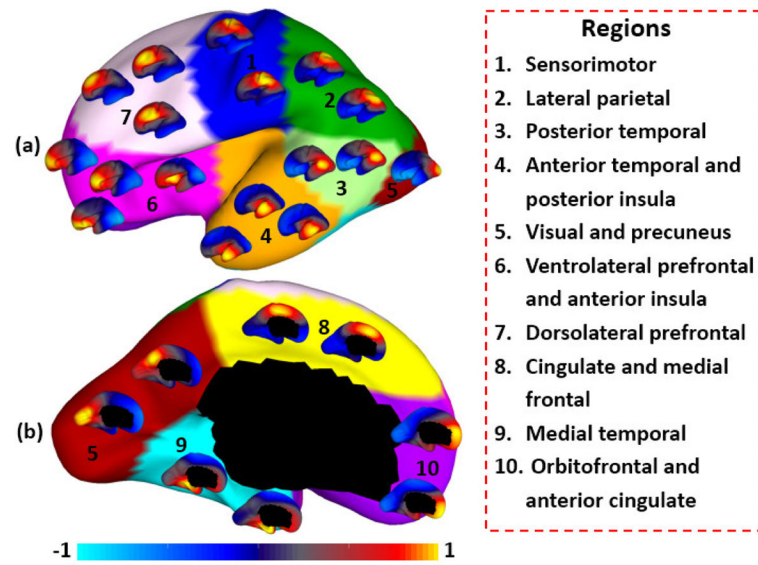 (a)
1
2
7
3
5
6
4
(b)
8
5
9
10
-1
1
Regions
1. Sensorimotor
2. Lateral parietal
3. Posterior temporal
4. Anterior temporal and
posterior insula
5. Visual and precuneus
6. Ventrolateral prefrontal
and anterior insula
7. Dorsolateral prefrontal
8. Cingulate and medial
frontal
9. Medial temporal
10. Orbitofrontal and
anterior cingulate